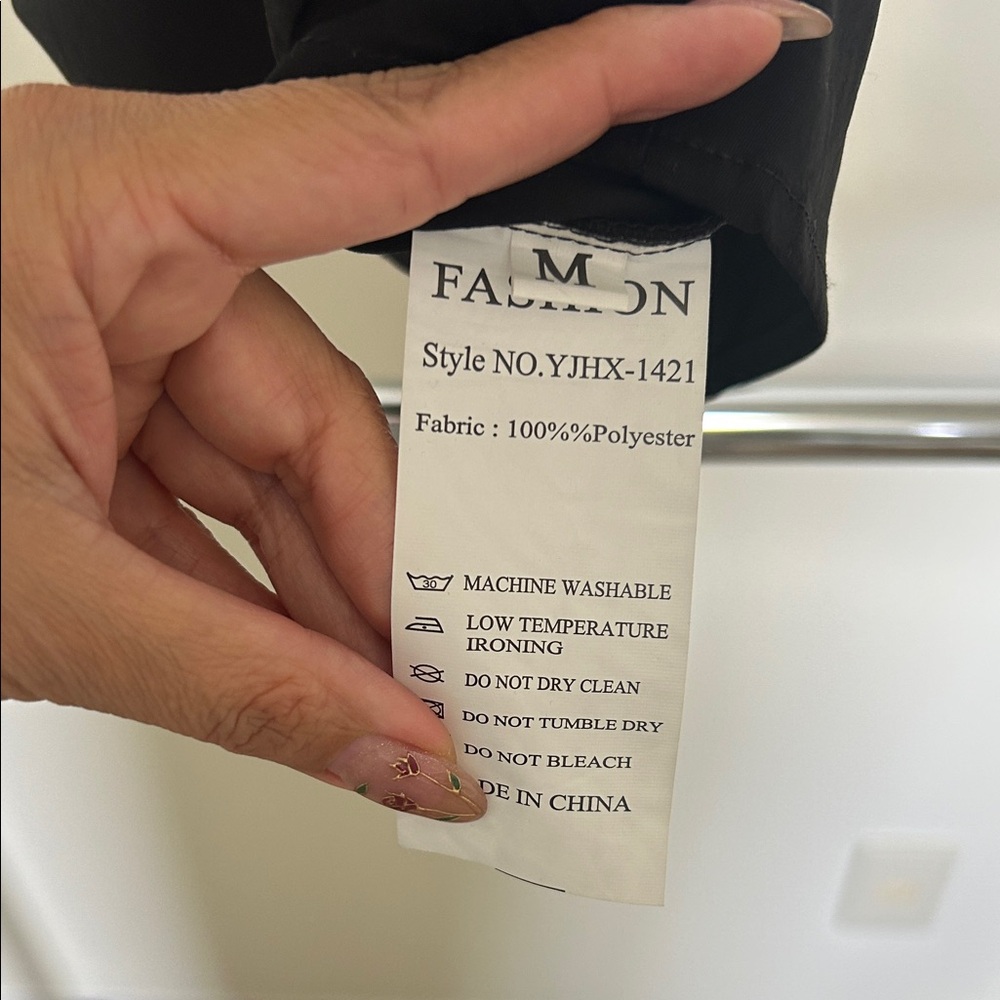 M
FASHION
Style NO.YJHX-1421
Fabric : 100%%Polyester
30 MACHINE WASHABLE
LOW TEMPERATURE
IRONING
DO NOT DRY CLEAN
DO NOT TUMBLE DRY
DO NOT BLEACH
DE IN CHINA